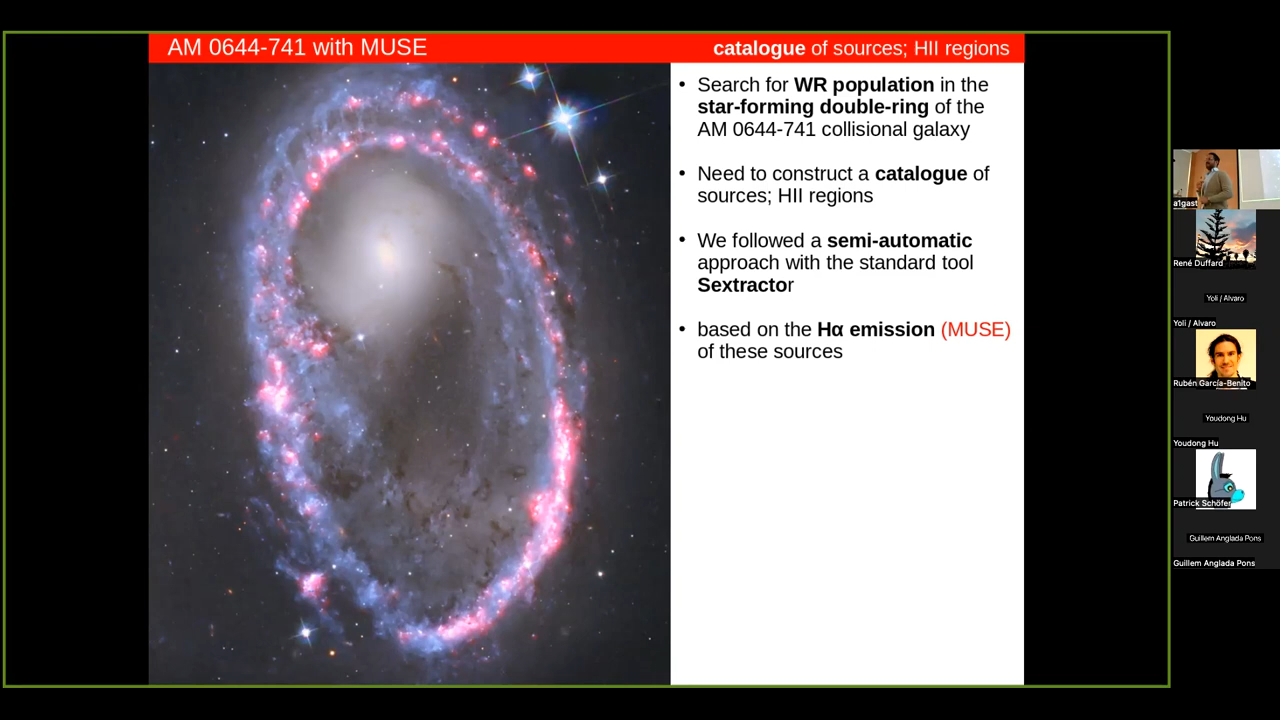 AM 0644-741 with MUSE
catalogue of sources; HII regions
• Search for WR population in the
star-forming double-ring of the
AM 0644-741 collisional galaxy
• Need to construct a catalogue of
sources; HII regions
• We followed a semi-automatic
approach with the standard tool
Sextractor
• based on the Hα emission (MUSE)
of these sources
a1gast
René Duffard
Yoli / Alvaro
Yoli / Alvaro
Rubén García-Benito
Youdong Hu
Youdong Hu
Patrick Schöfer
Guillem Anglada Pons
Guillem Anglada Pons